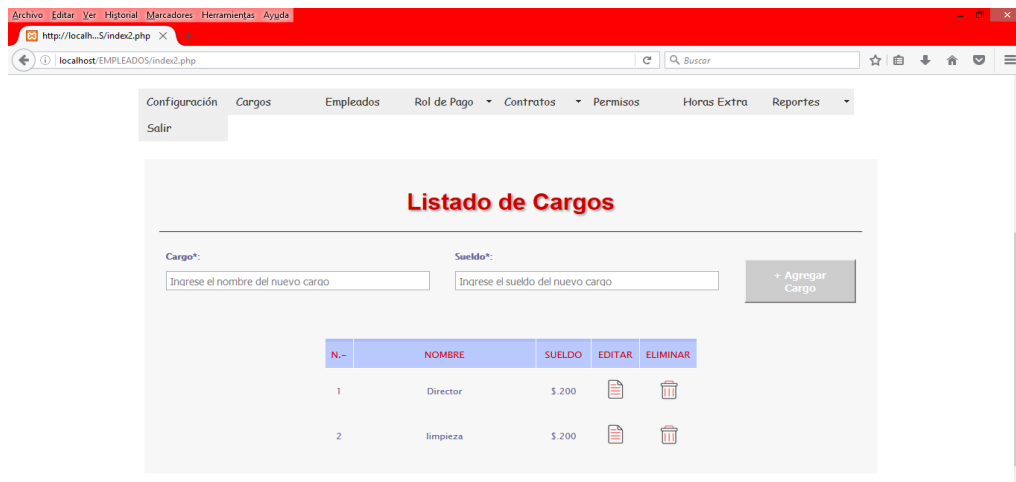 Archivo Editar Ver Historial Marcadores Herramientas Ayuda
http://localh...S/index2.php
localhost/EMPLEADOS/index2.php
Buscar
Configuración Cargos Empleados Rol de Pago Contratos Permisos Horas Extra Reportes
Salir
Listado de Cargos
Cargo*: Sueldo*:
Ingrese el nombre del nuevo cargo Ingrese el sueldo del nuevo cargo + Agregar
Cargo
N.- NOMBRE SUELDO EDITAR ELIMINAR
1 Director $.200
2 limpieza $.200